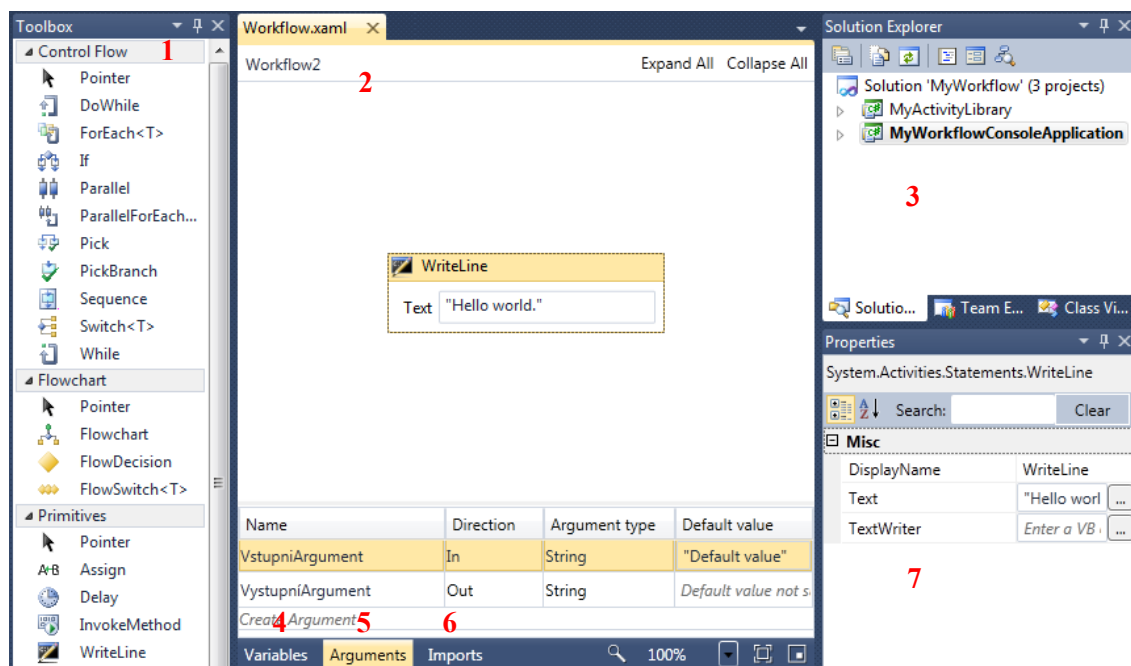 Toolbox
1
Control Flow
Pointer
DoWhile
ForEach<T>
If
Parallel
ParallelForEach...
Pick
PickBranch
Sequence
Switch<T>
While
Flowchart
Pointer
Flowchart
FlowDecision
FlowSwitch<T>
Primitives
Pointer
A+B Assign
Delay
InvokeMethod
WriteLine
Workflow.xaml
Workflow2
2
Expand All Collapse All
WriteLine
Text "Hello world."
Name Direction Argument type Default value
VstupniArgument In String "Default value"
VystupníArgument Out String Default value not s
Create Argument
4 5 6
Variables Arguments Imports 100%
Solution Explorer
Solution 'MyWorkflow' (3 projects)
MyActivityLibrary
MyWorkflowConsoleApplication
3
Solutio... Team E... Class Vi...
Properties
System.Activities.Statements.WriteLine
Search: Clear
Misc
DisplayName WriteLine
Text "Hello worl ...
TextWriter Enter a VB ...
7